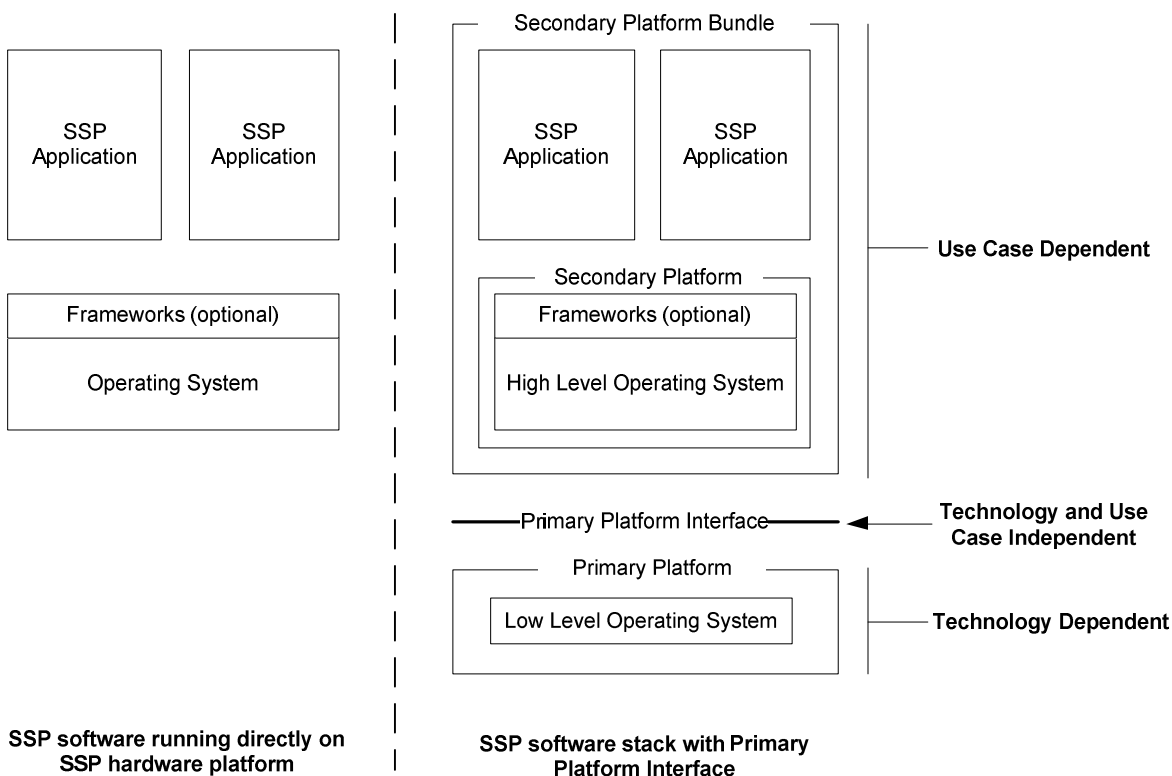 SSP
Application
SSP
Application
Frameworks (optional)
Operating System
SSP software running directly on
SSP hardware platform
Secondary Platform Bundle
SSP
Application
SSP
Application
Secondary Platform
Frameworks (optional)
High Level Operating System
Primary Platform Interface
Primary Platform
Low Level Operating System
SSP software stack with Primary
Platform Interface
Use Case Dependent
Technology and Use
Case Independent
Technology Dependent